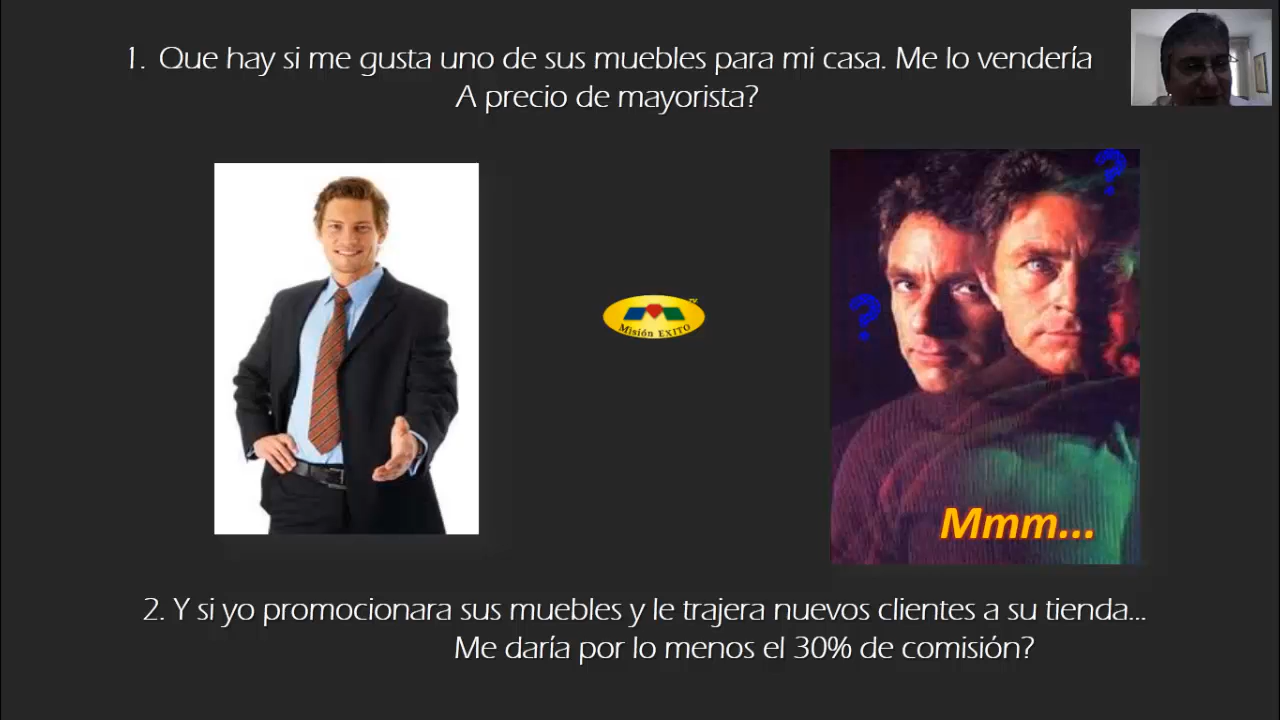 1. Que hay si me gusta uno de sus muebles para mi casa. Me lo vendería
A precio de mayorista?
?
?
TV
Misión EXITO
Mmm...
2. Y si yo promocionara sus muebles y le trajera nuevos clientes a su tienda...
Me daría por lo menos el 30% de comisión?